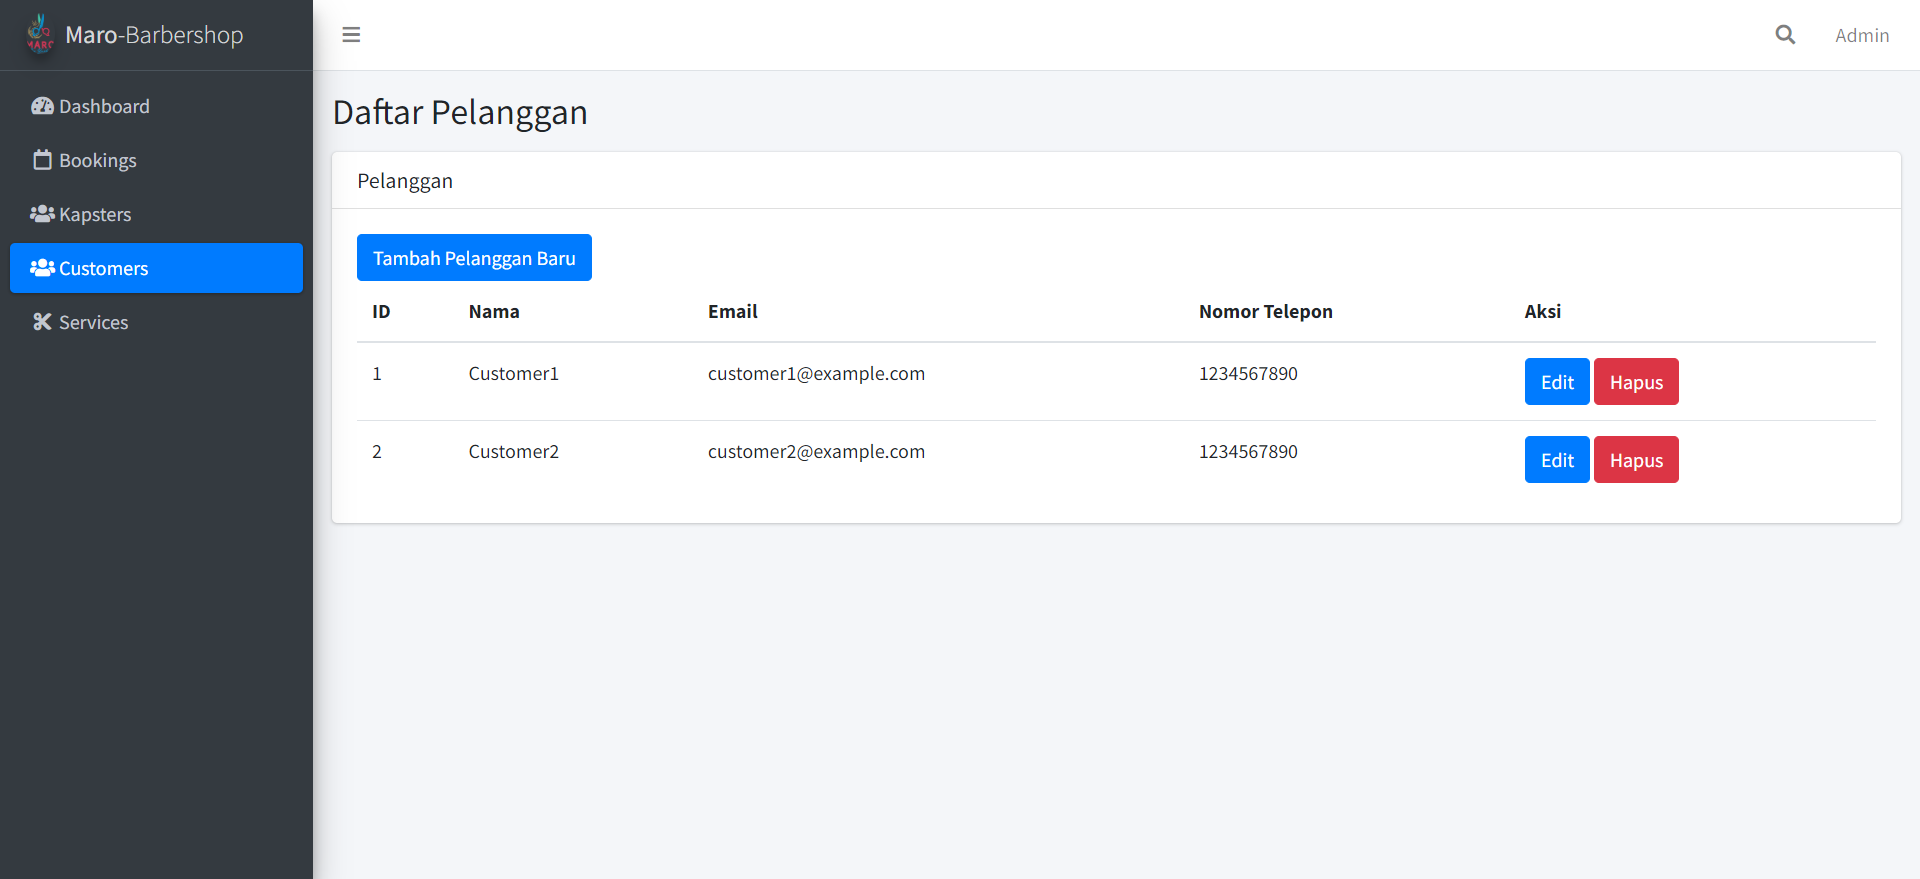 MARO
Maro-Barbershop
Admin
Dashboard
Bookings
Kapsters
Customers
Services
Daftar Pelanggan
Pelanggan
Tambah Pelanggan Baru
ID Nama Email Nomor Telepon Aksi
1 Customer1 customer1@example.com 1234567890 Edit Hapus
2 Customer2 customer2@example.com 1234567890 Edit Hapus